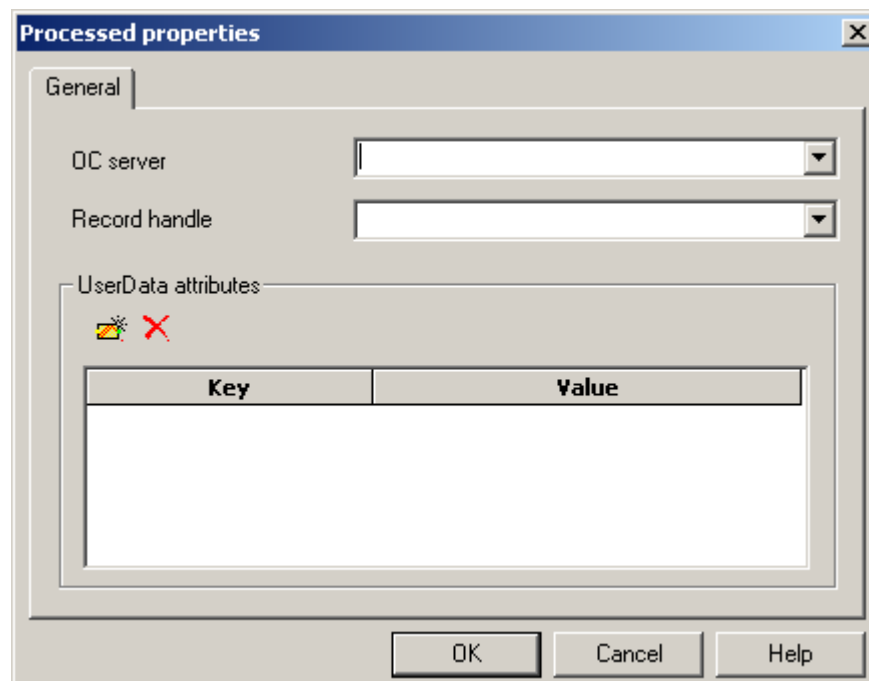 Processed properties
General
OC server
Record handle
UserData attributes
Key Value
OK Cancel Help